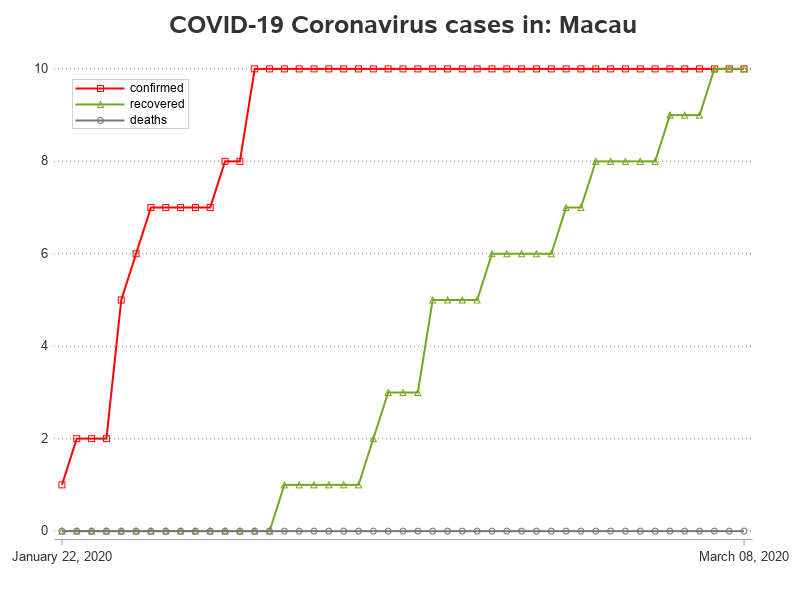 COVID-19 Coronavirus cases in: Macau
10
confirmed
recovered
deaths
8
6
4
2
0
January 22, 2020
March 08, 2020